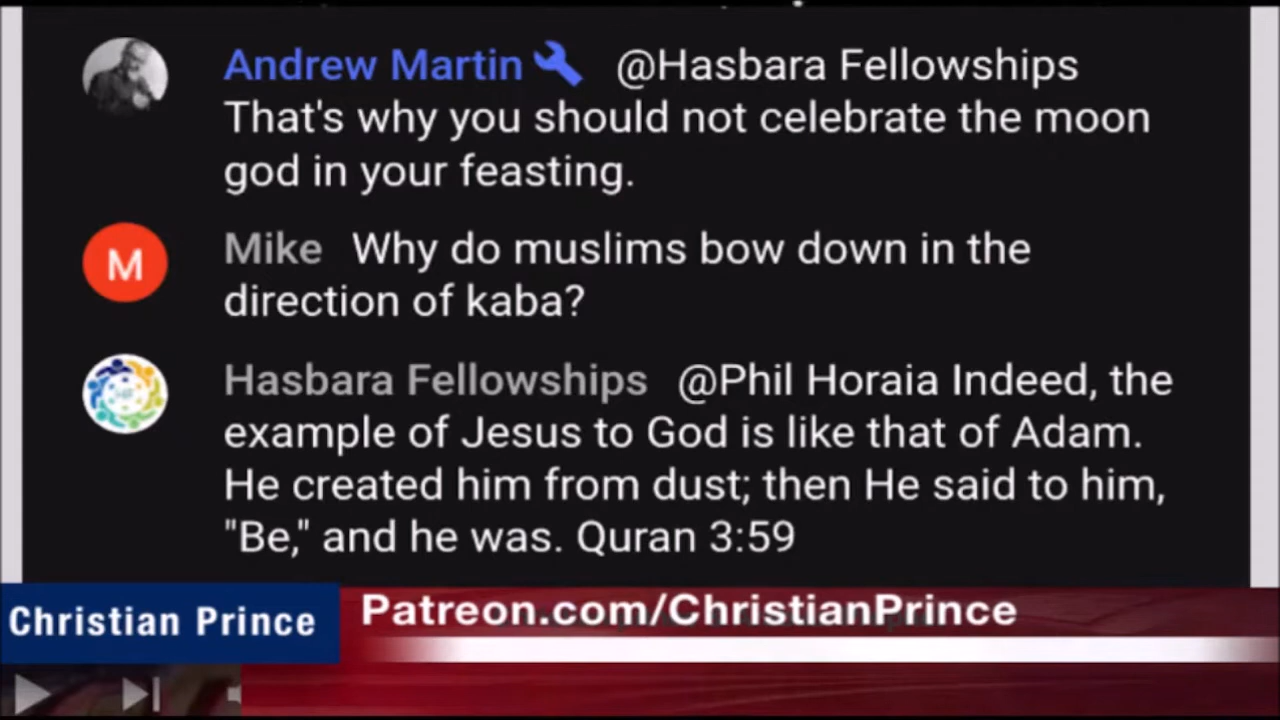 Andrew Martin @Hasbara Fellowships
That's why you should not celebrate the moon
god in your feasting.
M
Mike Why do muslims bow down in the
direction of kaba?
Hasbara Fellowships @Phil Horaia Indeed, the
example of Jesus to God is like that of Adam.
He created him from dust; then He said to him,
"Be," and he was. Quran 3:59
Christian Prince
Patreon.com/ChristianPrince